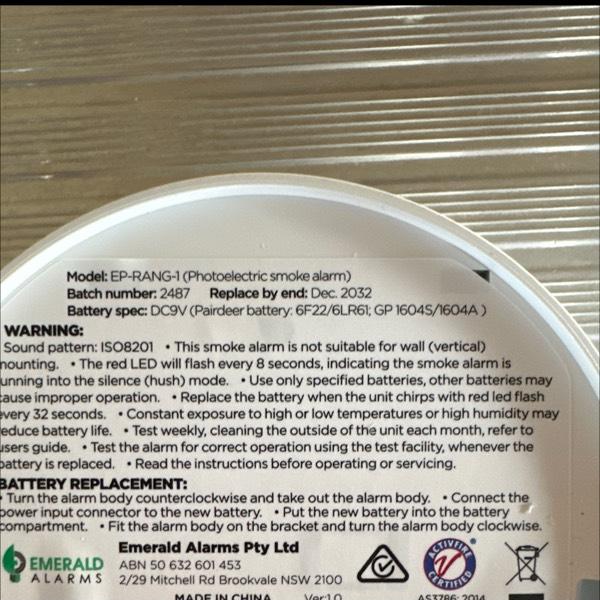 Model: EP-RANG-1 (Photoelectric smoke alarm)
Batch number: 2487 Replace by end: Dec. 2032
Battery spec: DC9V (Pairdeer battery: 6F22/6LR61; GP 1604S/1604A )
WARNING:
Sound pattern: ISO8201 • This smoke alarm is not suitable for wall (vertical)
mounting. • The red LED will flash every 8 seconds, indicating the smoke alarm is
unning into the silence (hush) mode. • Use only specified batteries, other batteries may
cause improper operation. • Replace the battery when the unit chirps with red led flash
every 32 seconds. • Constant exposure to high or low temperatures or high humidity may
reduce battery life. • Test weekly, cleaning the outside of the unit each month, refer to
users guide. • Test the alarm for correct operation using the test facility, whenever the
battery is replaced. • Read the instructions before operating or servicing.
BATTERY REPLACEMENT:
• Turn the alarm body counterclockwise and take out the alarm body. • Connect the
power input connector to the new battery. • Put the new battery into the battery
compartment. • Fit the alarm body on the bracket and turn the alarm body clockwise.
EMERALD
ALARMS
Emerald Alarms Pty Ltd
ABN 50 632 601 453
2/29 Mitchell Rd Brookvale NSW 2100
MADE IN CHINA Ver:1.0
ACTIVFIRE
CERTIFIED
AS3786: 2014